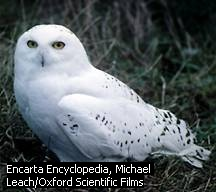 Encarta Encyclopedia, Michael
Leach/Oxford Scientific Films